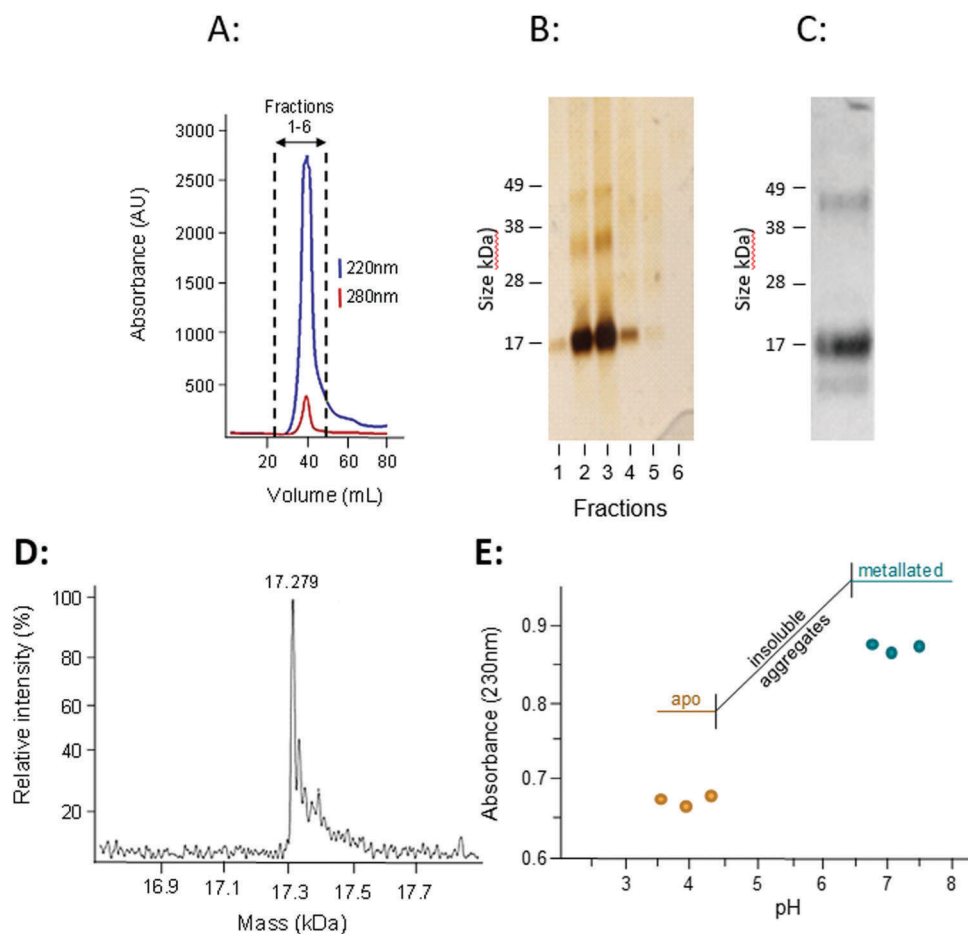 A:
B:
C:
Fractions
1-6
3000
2500
2000
1500
1000
500
Absorbance (AU)
220nm
280nm
20 40 60 80
Volume (mL)
49
38
28
17
Size kDa)
1 2 3 4 5 6
Fractions
49
38
28
17
Size kDa)
D:
17.279
100
80
60
40
20
Relative intensity (%)
16.9 17.1 17.3 17.5 17.7
Mass (kDa)
E:
metallated
insoluble
aggregates
apo
0.9
0.8
0.7
0.6
Absorbance (230nm)
3 4 5 6 7 8
pH